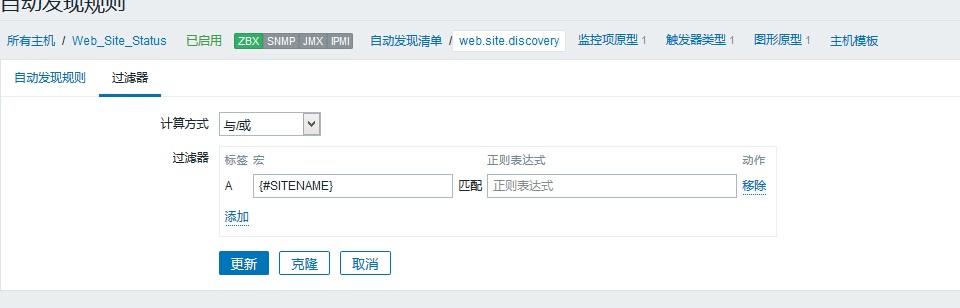 自动发现规则
所有主机 / Web_Site_Status 已启用 ZBX SNMP JMX IPMI 自动发现清单 / web.site.discovery 监控项原型 1 触发器类型 1 图形原型 1 主机模板
自动发现规则 过滤器
计算方式 与/或
过滤器 标签 宏 正则表达式 动作
A {#SITENAME} 匹配 正则表达式 移除
添加
更新 克隆 取消